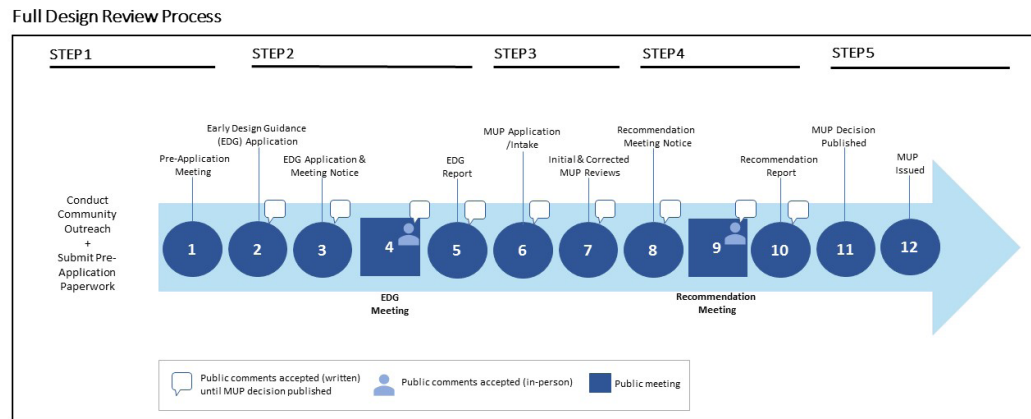 Full Design Review Process
STEP1
STEP2
STEP3
STEP4
STEP5
Conduct
Community
Outreach
+
Submit Pre-
Application
Paperwork
Pre-Application
Meeting
Early Design Guidance
(EDG) Application
EDG Application &
Meeting Notice
EDG
Report
MUP Application
/Intake
Initial & Corrected
MUP Reviews
Recommendation
Meeting Notice
Recommendation
Report
MUP Decision
Published
MUP
Issued
1
2
3
4
5
6
7
8
9
10
11
12
EDG
Meeting
Recommendation
Meeting
Public comments accepted (written)
until MUP decision published
Public comments accepted (in-person)
Public meeting